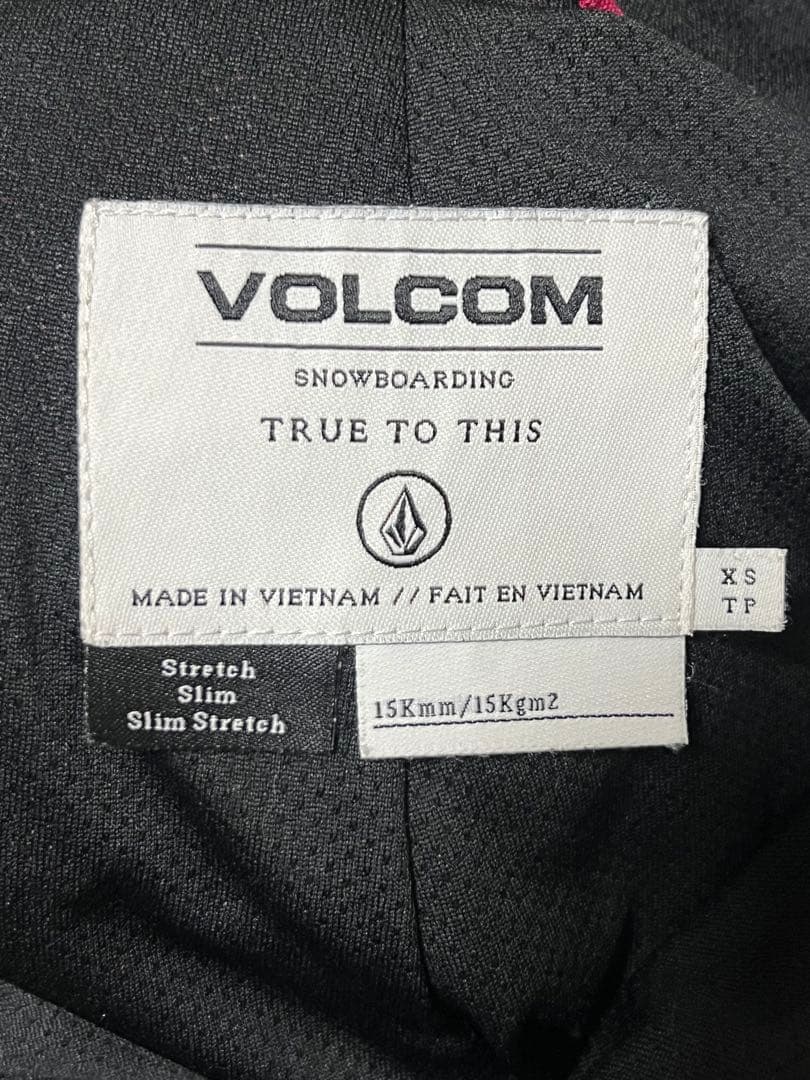 VOLCOM
SNOWBOARDING
TRUE TO THIS
MADE IN VIETNAM // FAIT EN VIETNAM
XS
TP
Stretch
Slim
Slim Stretch
15Kmm/15Kgm2